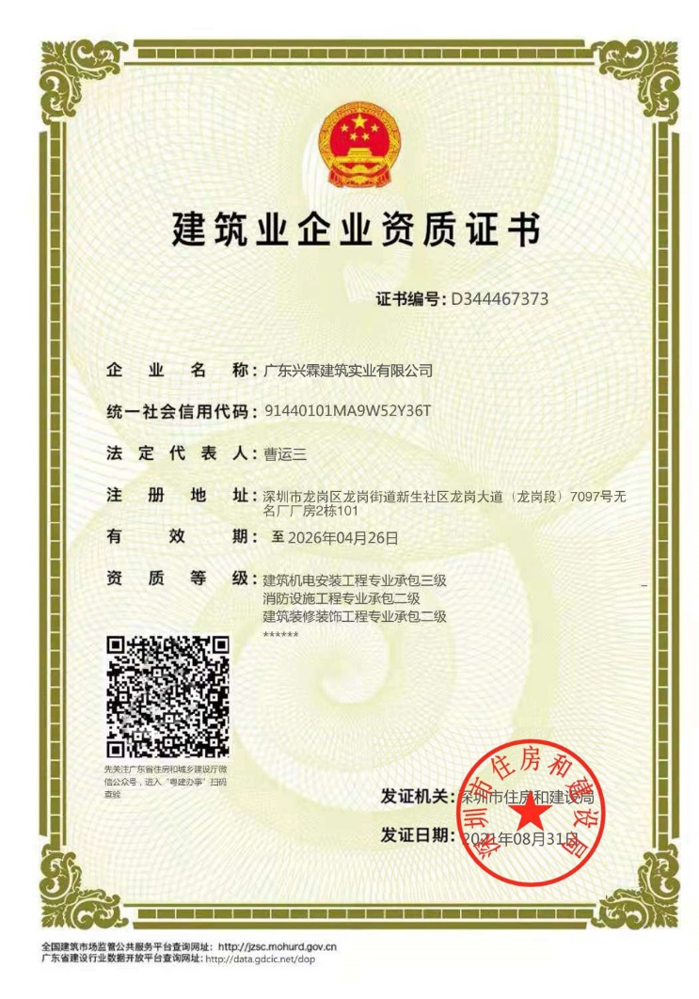 建筑业企业资质证书
证书编号：D344467373
企业名称：广东兴霖建筑实业有限公司
统一社会信用代码：91440101MA9W52Y36T
法定代表人：曹运三
注册地址：深圳市龙岗区龙岗街道新生社区龙岗大道（龙岗段）7097号无
名厂厂房2栋101
有效期：至2026年04月26日
资质等级：建筑机电安装工程专业承包三级
消防设施工程专业承包二级
建筑装修装饰工程专业承包二级
******
先关注广东省住房和城乡建设厅微
信公众号，进入“粤建办事”扫码
查验
发证机关：深圳市住房和建设局
发证日期：2021年08月31日
深圳市住房和建设局
全国建筑市场监管公共服务平台查询网址：http://jzsc.mohurd.gov.cn
广东省建设行业数据开放平台查询网址：http://data.gdcic.net/dop